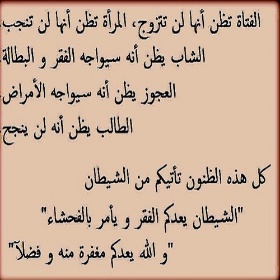 الفتاة تظن أنها لن تتزوج، المرأة تظن أنها لن تنجب،
الشاب يظن أنه سيواجه الفقر و البطالة
العجوز يظن أنه سيواجه الأمراض،
الطالب يظن أنه لن ينجح.
كل هذه الظنون تأتيكم من الشيطان
"الشيطان يعدكم الفقر و يأمر بالفحشاء"
"و الله يعدكم مغفرة منه و فضلآ"